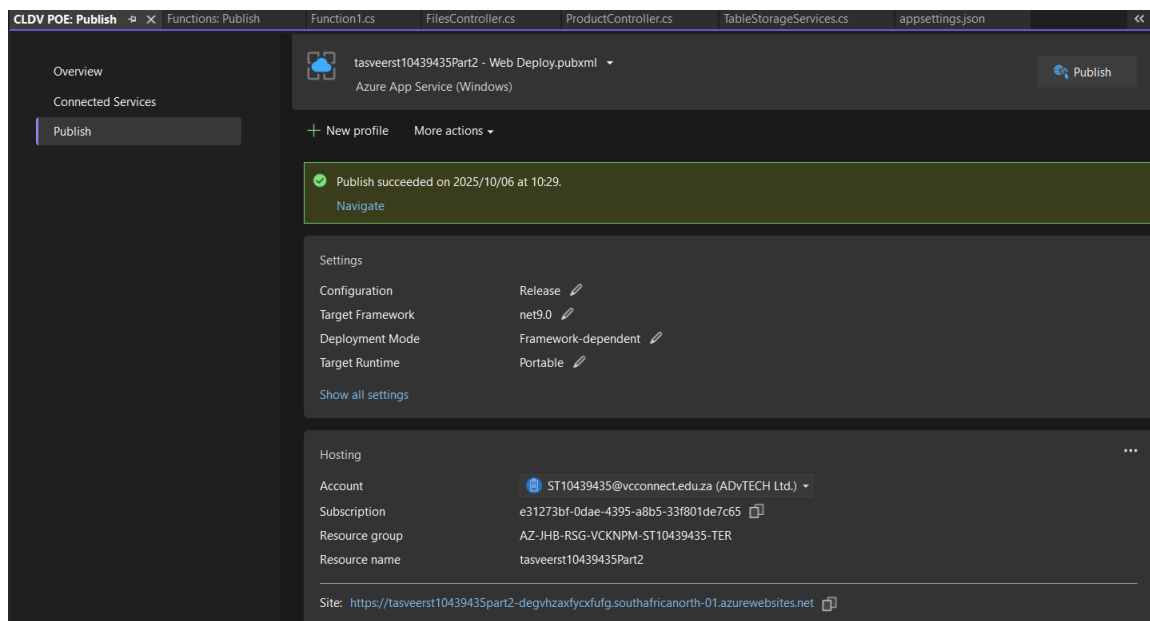 CLDV POE: Publish Functions: Publish Function1.cs FilesController.cs ProductController.cs TableStorageServices.cs appsettings.json
Overview
Connected Services
Publish
tasveerst10439435Part2 - Web Deploy.pubxml
Azure App Service (Windows)
Publish
New profile More actions
Publish succeeded on 2025/10/06 at 10:29.
Navigate
Settings
Configuration Release
Target Framework net9.0
Deployment Mode Framework-dependent
Target Runtime Portable
Show all settings
Hosting
Account ST10439435@vcconnect.edu.za (ADvTECH Ltd.)
Subscription e31273bf-0dae-4395-a8b5-33f801de7c65
Resource group AZ-JHB-RSG-VCKNPM-ST10439435-TER
Resource name tasveerst10439435Part2
Site: https://tasveerst10439435part2-degvhzaxfycxfufg.southafricanorth-01.azurewebsites.net